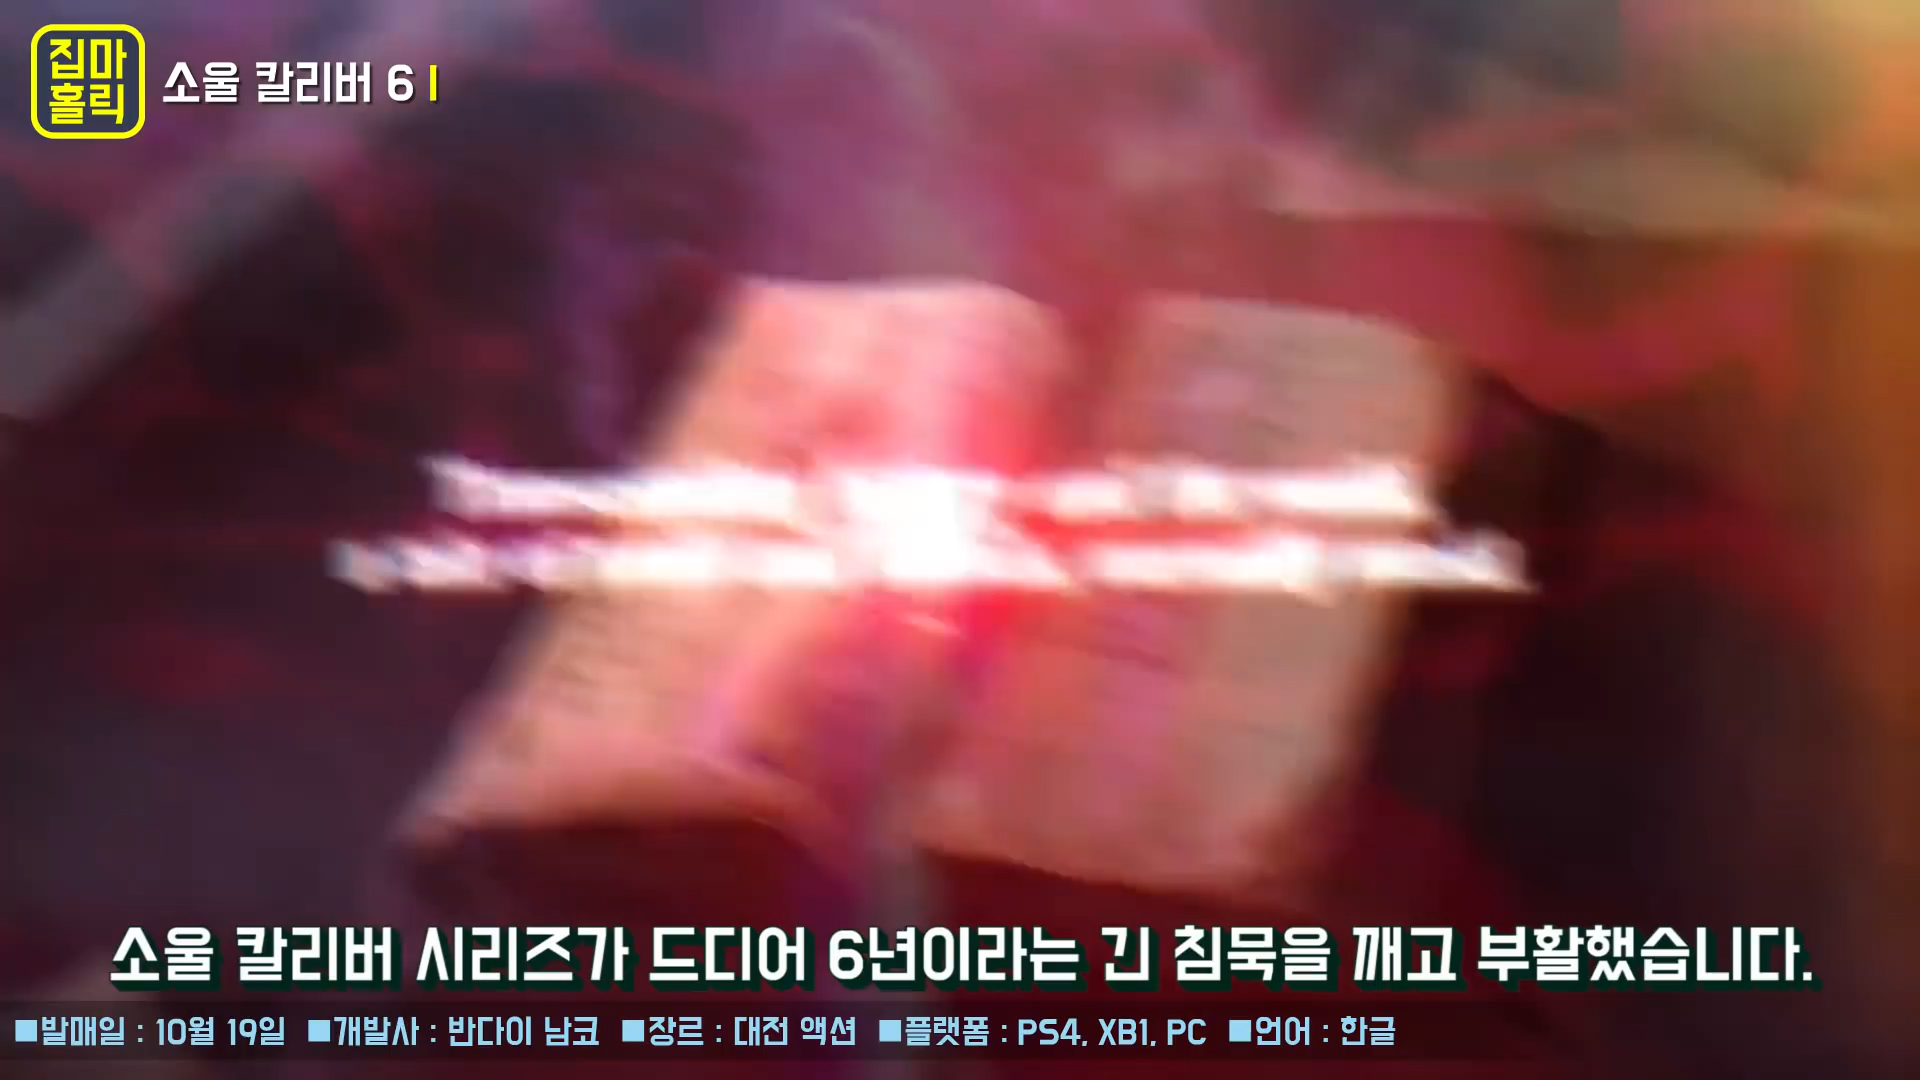 집마
홀릭
소울 칼리버 6
소울 칼리버 시리즈가 드디어 6년이라는 긴 침묵을 깨고 부활했습니다.
■발매일 : 10월 19일 ■개발사 : 반다이 남코 ■장르 : 대전 액션 ■플랫폼 : PS4, XB1, PC ■언어 : 한글